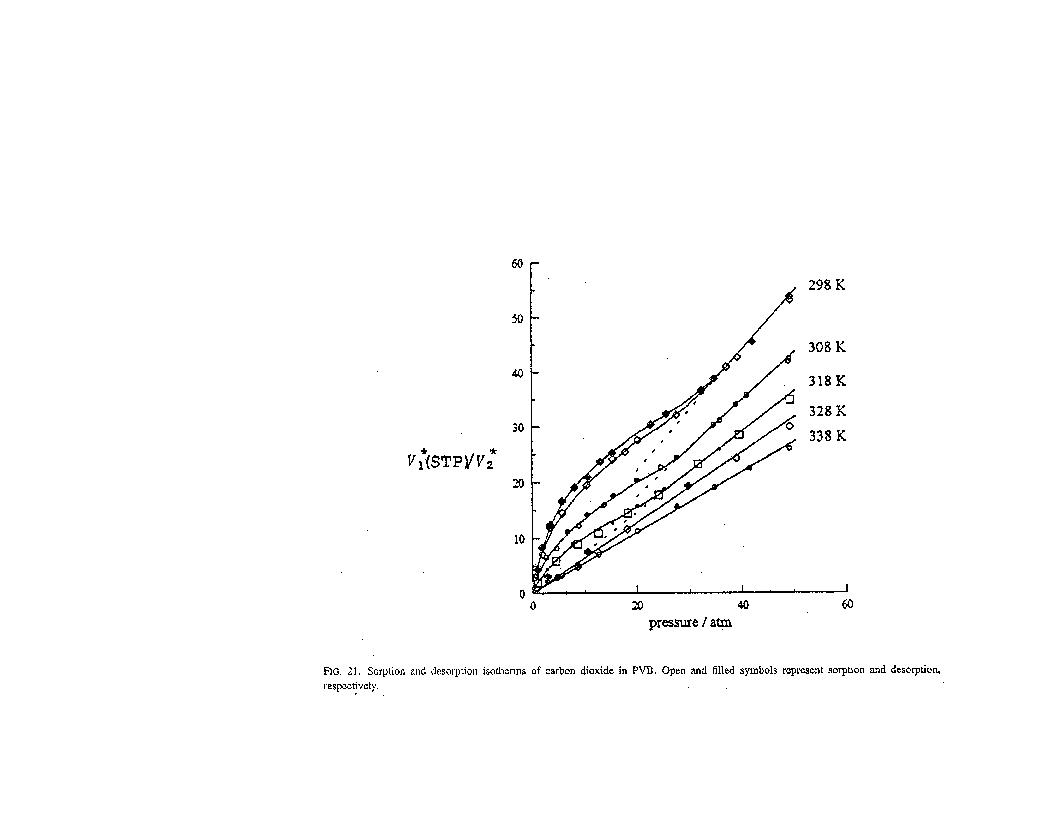 60
50
40
30
20
10
0
V₁*(STP)/V₂*
298 K
308 K
318 K
328 K
338 K
0 20 40 60
pressure / atm
FIG. 21. Sorption and desorption isotherms of carbon dioxide in PVB. Open and filled symbols represent sorption and desorption,
respectively.